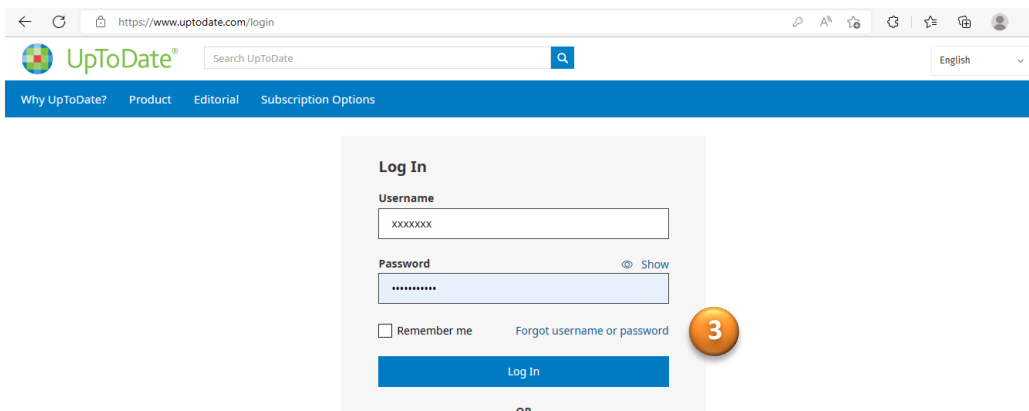 https://www.uptodate.com/login
UpToDate®
Search UpToDate
English
Why UpToDate? Product Editorial Subscription Options
Log In
Username
xxxxxxx
Password Show
•••••••••••
Remember me Forgot username or password
3
Log In
OR